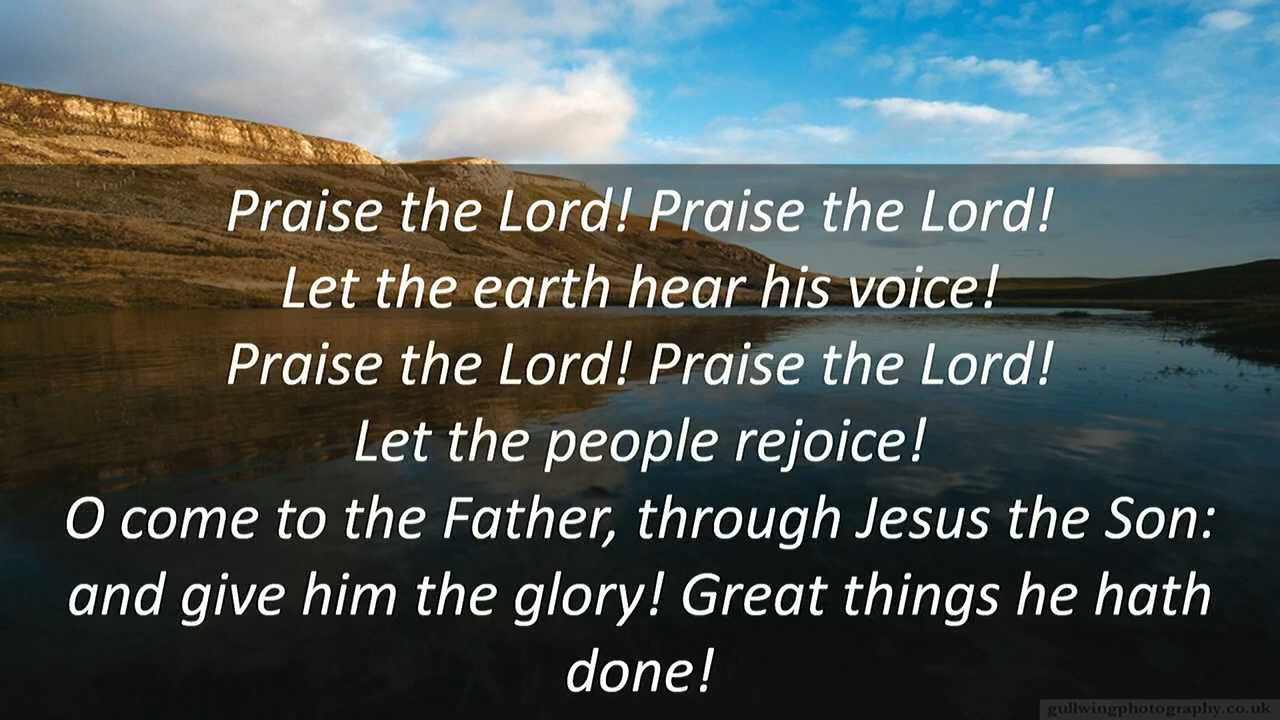 Praise the Lord! Praise the Lord!
Let the earth hear his voice!
Praise the Lord! Praise the Lord!
Let the people rejoice!
O come to the Father, through Jesus the Son:
and give him the glory! Great things he hath
done!
gullwingphotography.co.uk